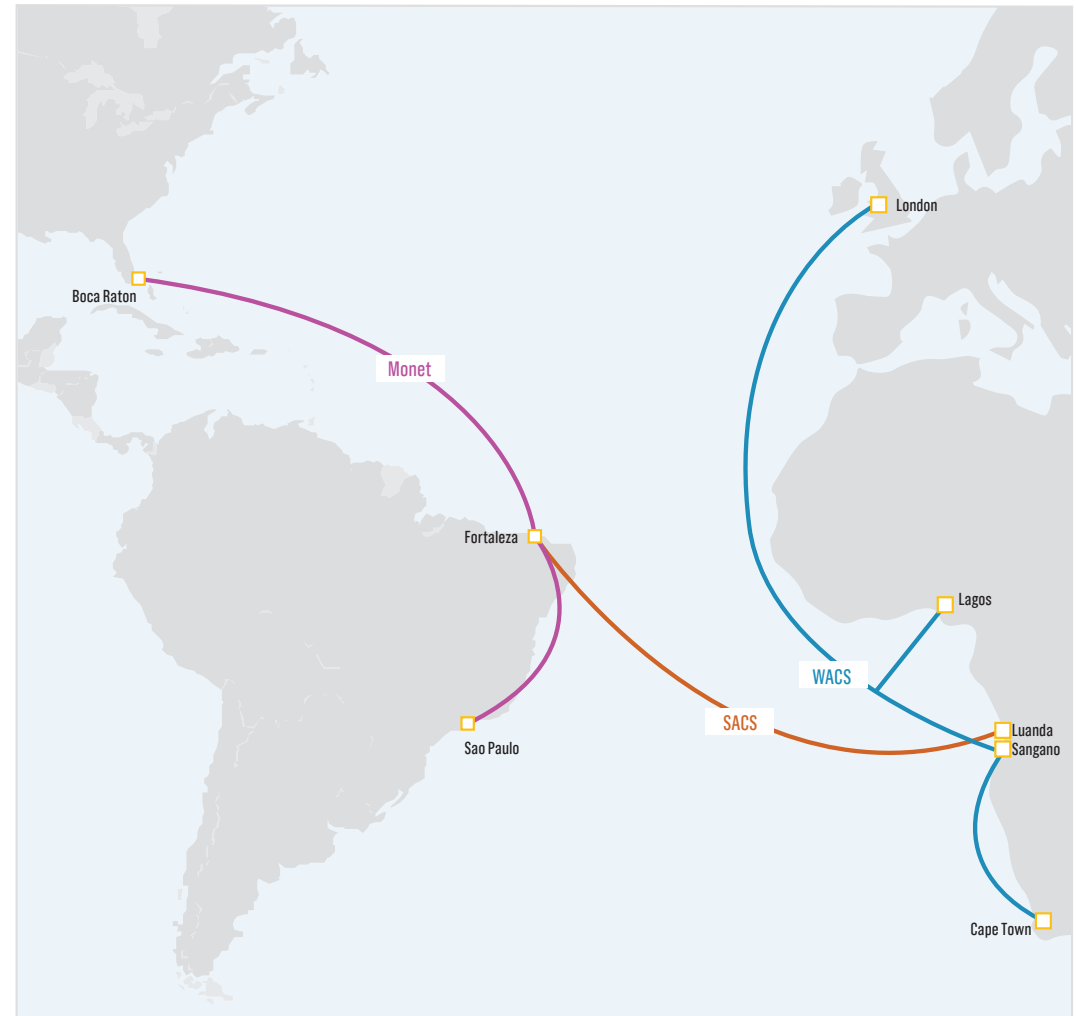 London
Boca Raton
Monet
Fortaleza
Lagos
WACS
SACS
Luanda
Sangano
Sao Paulo
Cape Town